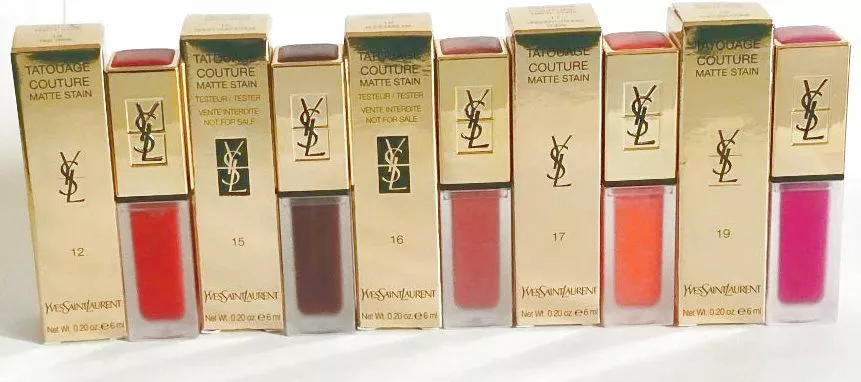 TATOUAGE
COUTURE
MATTE STAIN
YSL
12
YVESSAINTLAURENT
Net Wt. 0.20 oz. e 6 ml
YSL
TATOUAGE
COUTURE
MATTE STAIN
TESTEUR / TESTER
VENTE INTERDITE
NOT FOR SALE
YSL
15
YVESSAINTLAURENT
Net Wt. 0.20 oz. e 6 ml
YSL
TATOUAGE
COUTURE
MATTE STAIN
TESTEUR / TESTER
VENTE INTERDITE
NOT FOR SALE
YSL
16
YVESSAINTLAURENT
Net Wt. 0.20 oz. e 6 ml
YSL
TATOUAGE
COUTURE
MATTE STAIN
YSL
17
YVESSAINTLAURENT
Net Wt. 0.20 oz. e 6 ml
YSL
TATOUAGE
COUTURE
MATTE STAIN
YSL
19
YVESSAINTLAURENT
Net Wt. 0.20 oz. e 6 ml
YSL